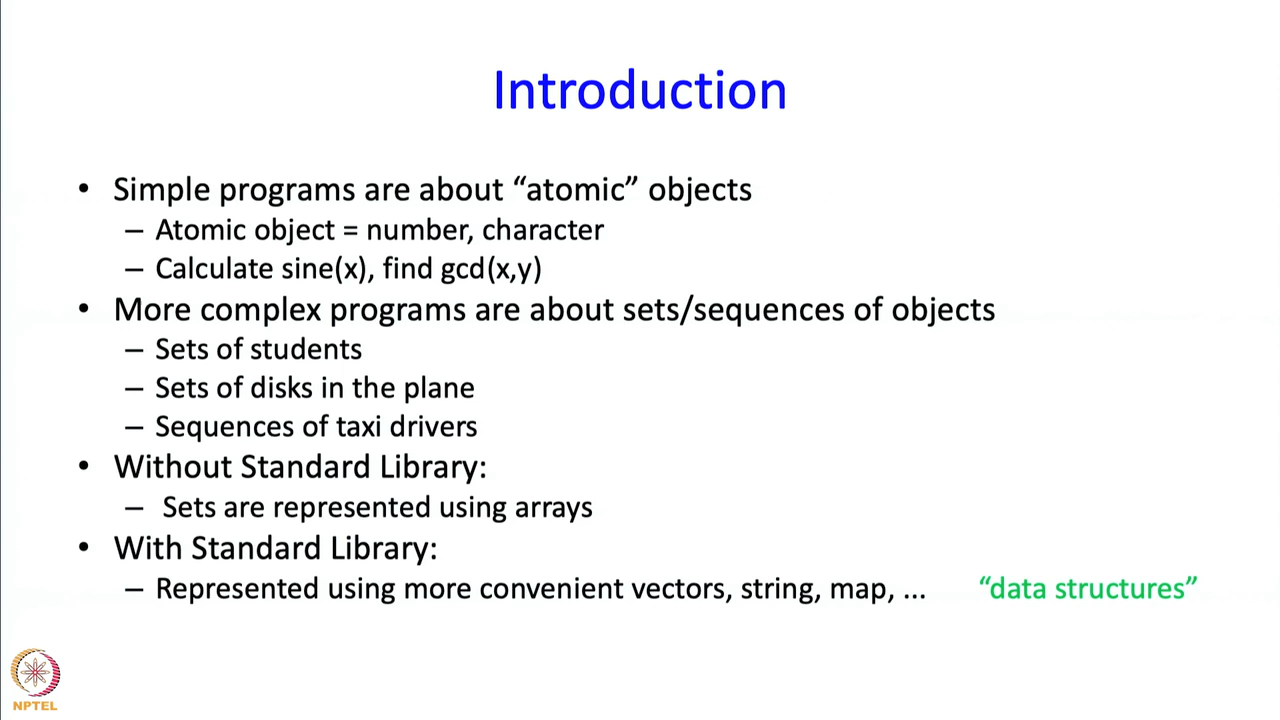 Introduction
• Simple programs are about “atomic” objects
– Atomic object = number, character
– Calculate sine(x), find gcd(x,y)
• More complex programs are about sets/sequences of objects
– Sets of students
– Sets of disks in the plane
– Sequences of taxi drivers
• Without Standard Library:
– Sets are represented using arrays
• With Standard Library:
– Represented using more convenient vectors, string, map, ... “data structures”
NPTEL